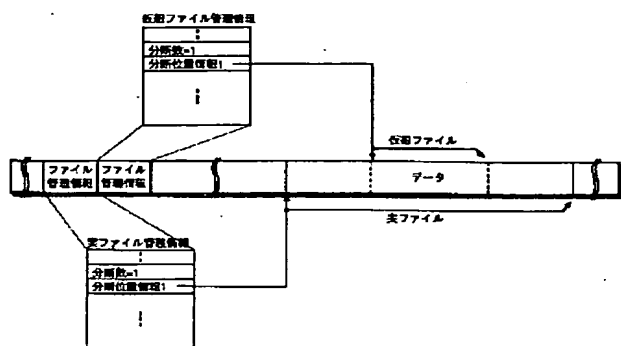 仮想ファイル管理情報
分断数=1
分断位置情報1
仮想ファイル
ファイル
管理情報
ファイル
管理情報
データ
実ファイル
実ファイル管理情報
分断数=1
分断位置情報1